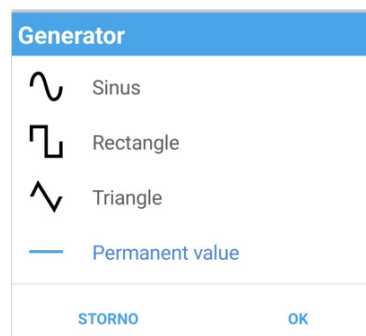 Generator
Sinus
Rectangle
Triangle
Permanent value
STORNO OK